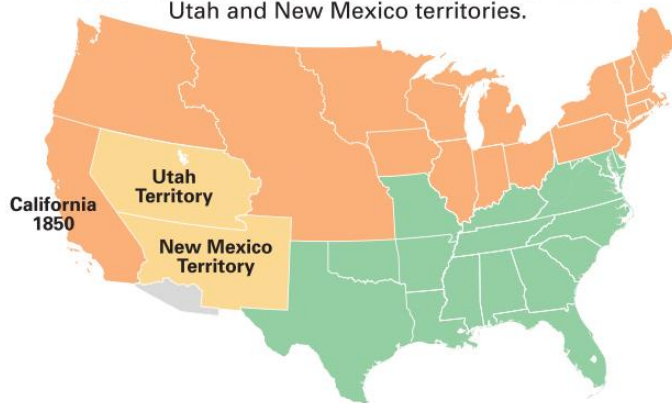 Utah and New Mexico territories.
Utah
Territory
California
1850
New Mexico
Territory